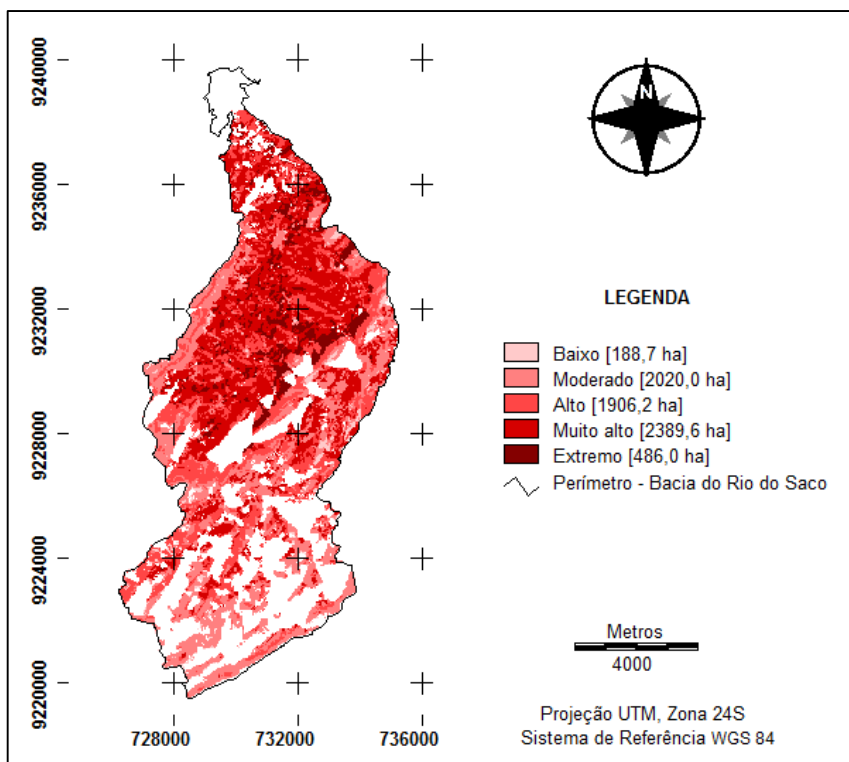 9240000
9236000
9232000
9228000
9224000
9220000
728000
732000
736000
N
LEGENDA
Baixo [188,7 ha]
Moderado [2020,0 ha]
Alto [1906,2 ha]
Muito alto [2389,6 ha]
Extremo [486,0 ha]
Perímetro - Bacia do Rio do Saco
Metros
4000
Projeção UTM, Zona 24S
Sistema de Referência WGS 84